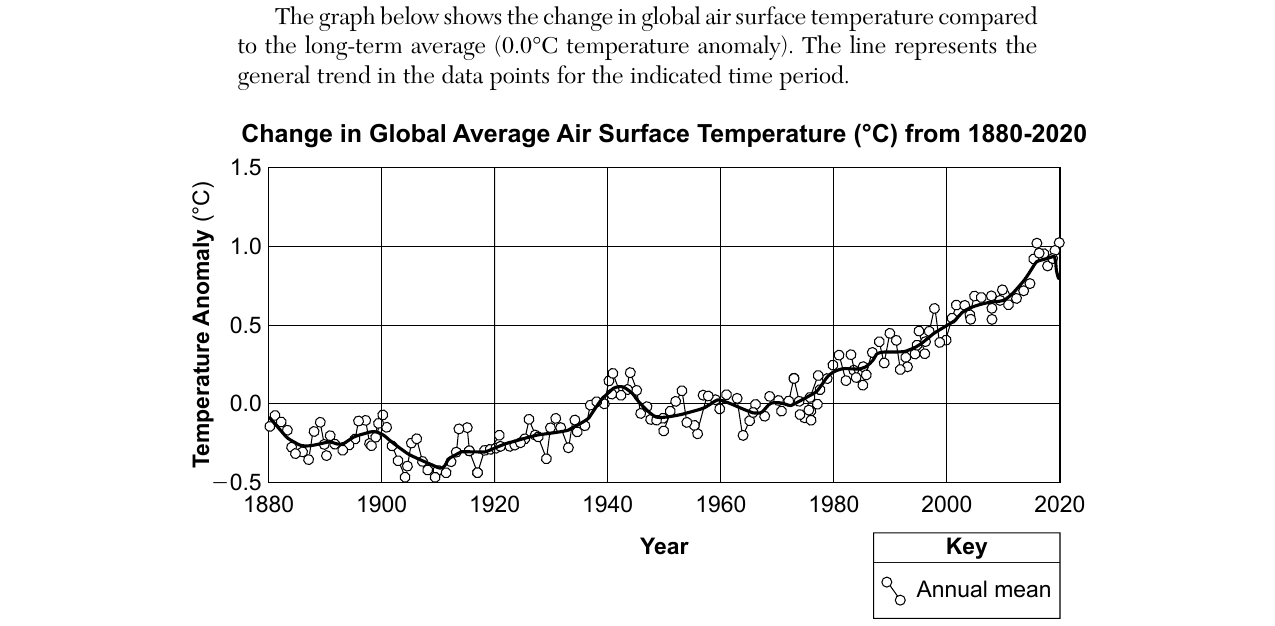 The graph below shows the change in global air surface temperature compared
to the long-term average (0.0°C temperature anomaly). The line represents the
general trend in the data points for the indicated time period.
Change in Global Average Air Surface Temperature (°C) from 1880-2020
Temperature Anomaly (°C)
1.5
1.0
0.5
0.0
−0.5
1880 1900 1920 1940 1960 1980 2000 2020
Year
Key
Annual mean